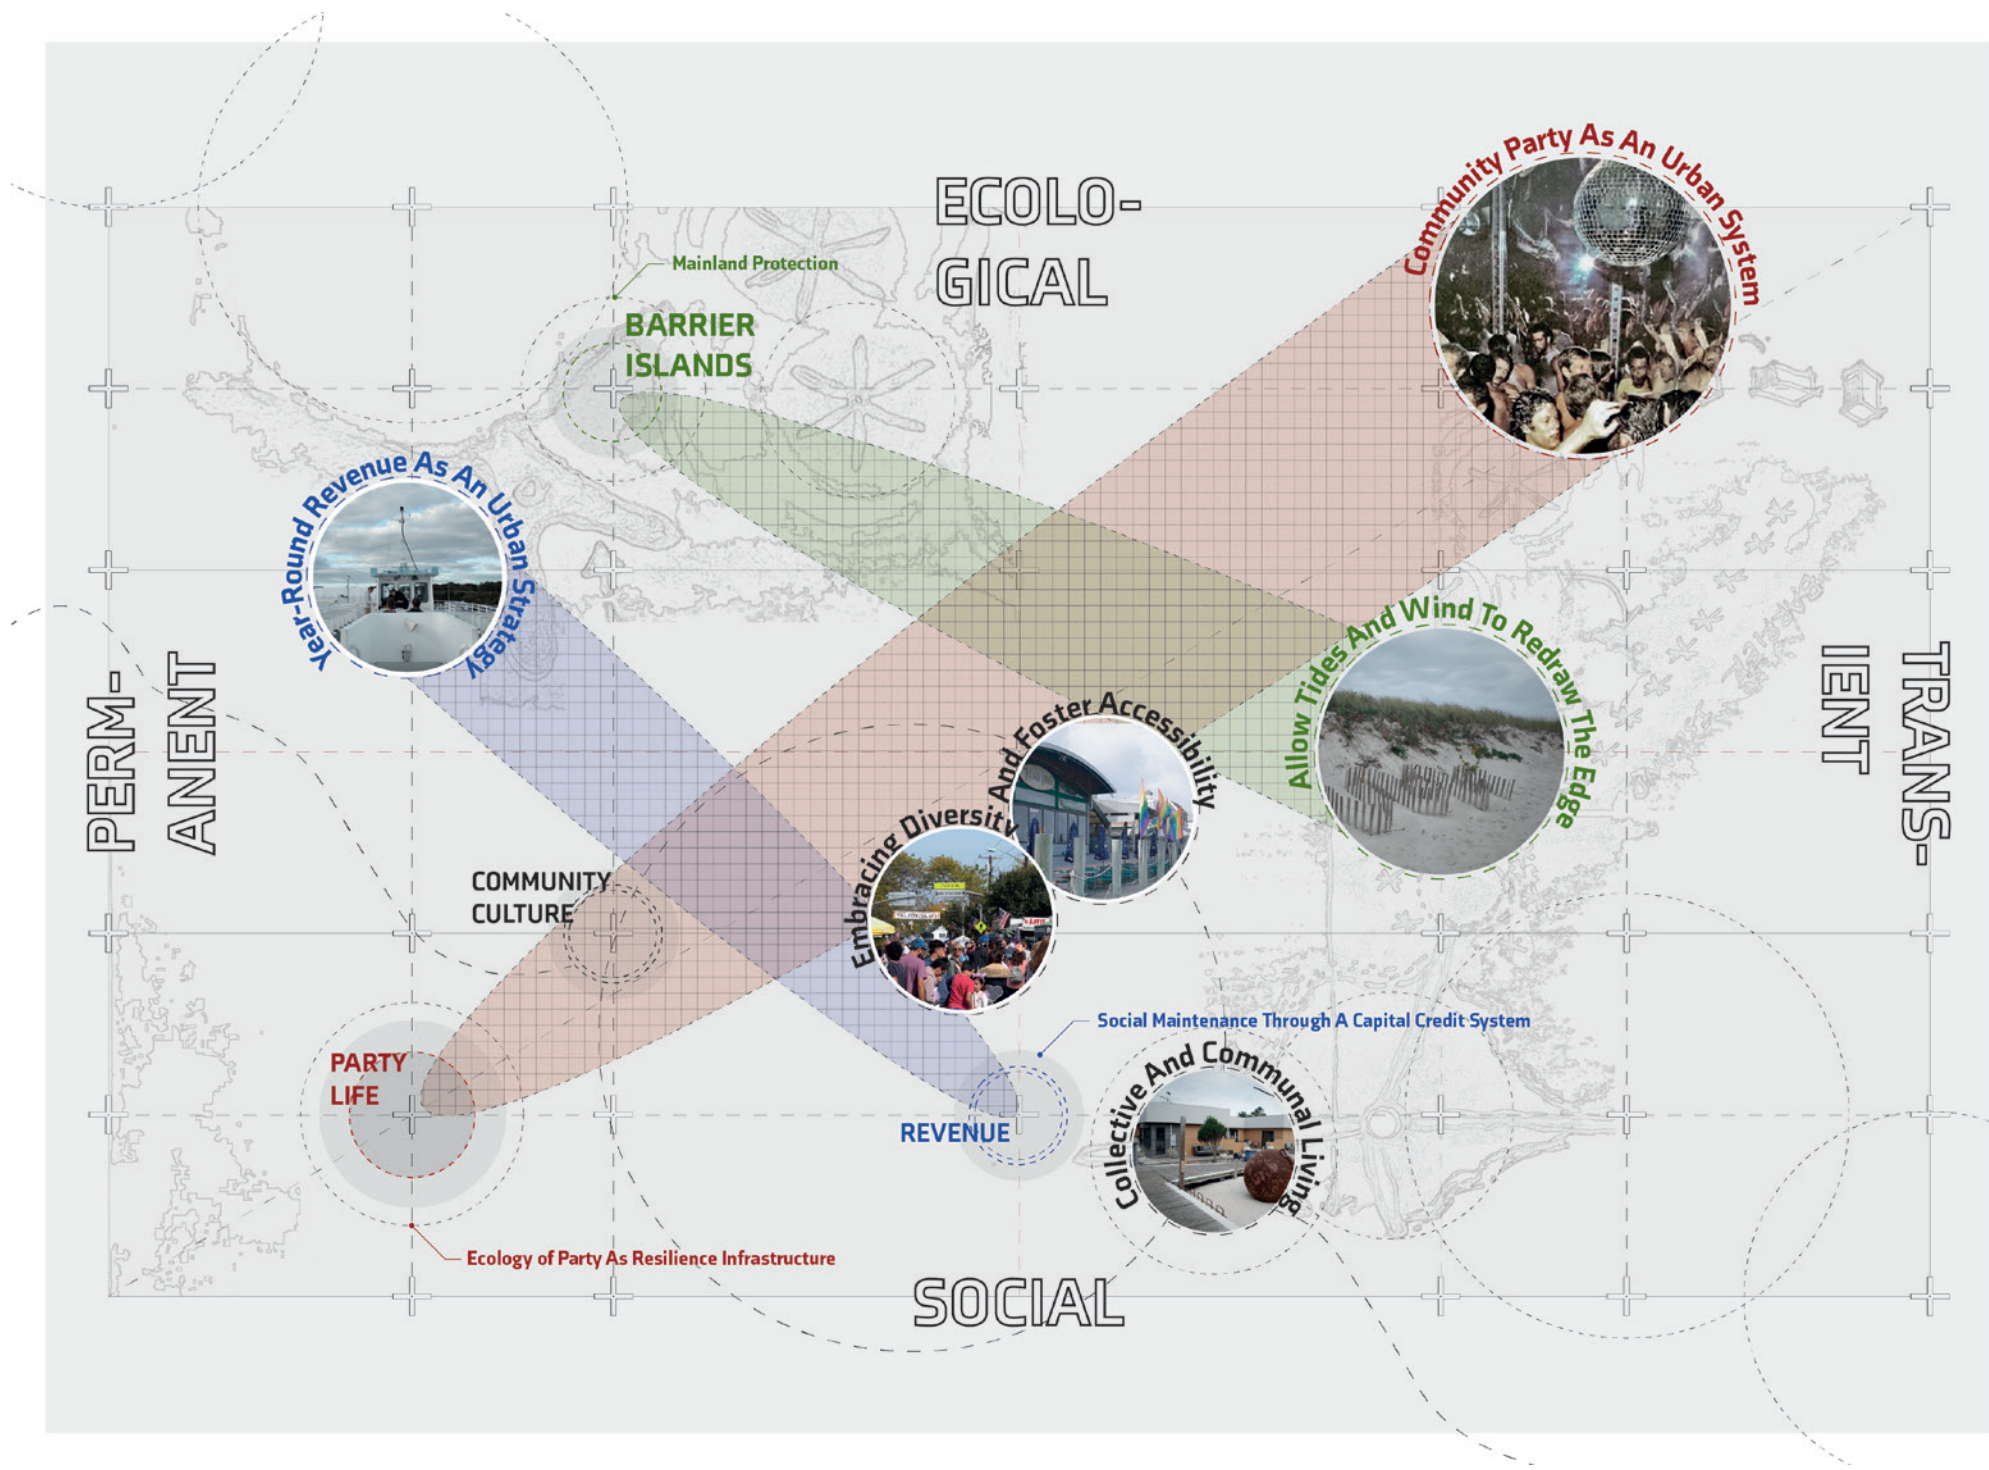 Community Party As An Urban System
ECOLO-
GICAL
Mainland Protection
BARRIER
ISLANDS
Year-Round Revenue As An Urban Strategy
Allow Tides And Wind To Redraw The Edge
PERM-
ANENT
TRANS-
IENT
Embracing Diversity And Foster Accessibility
COMMUNITY
CULTURE
Social Maintenance Through A Capital Credit System
PARTY
LIFE
REVENUE
Collective And Communal Living
Ecology of Party As Resilience Infrastructure
SOCIAL